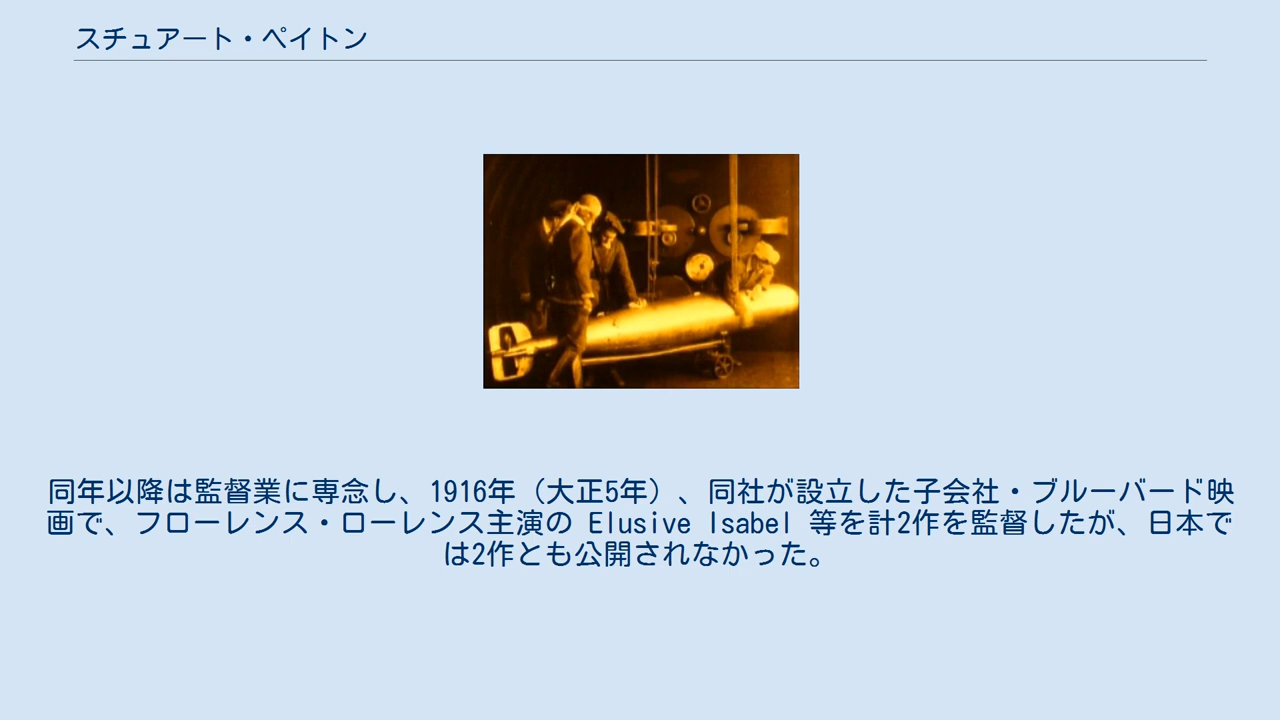 スチュアート・ペイトン
同年以降は監督業に専念し、1916年（大正5年）、同社が設立した子会社・ブルーバード映
画で、フローレンス・ローレンス主演の Elusive Isabel 等を計2作を監督したが、日本で
は2作とも公開されなかった。